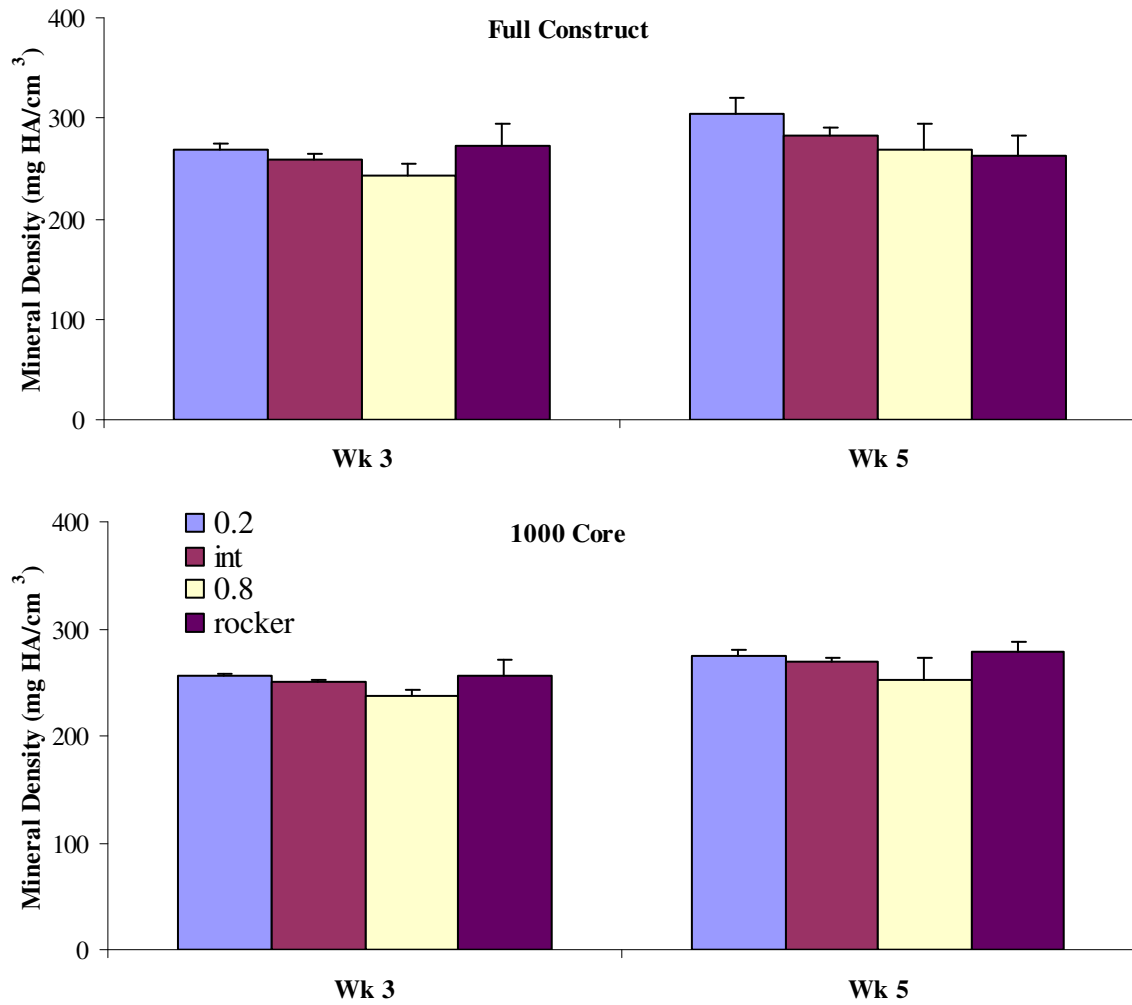 Full Construct
Mineral Density (mg HA/cm 3)
400
300
200
100
0
Wk 3 Wk 5
1000 Core
Mineral Density (mg HA/cm 3)
400
300
200
100
0
0.2
int
0.8
rocker
Wk 3 Wk 5